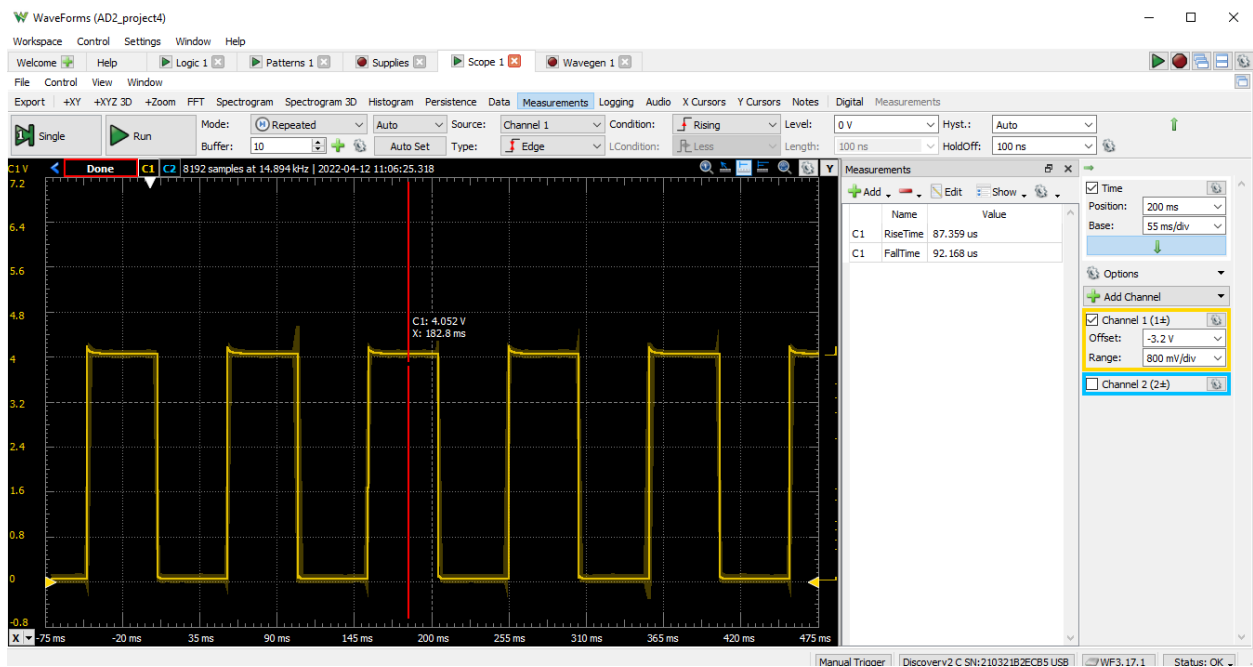 WaveForms (AD2_project4)
Workspace Control Settings Window Help
Welcome Help Logic 1 Patterns 1 Supplies Scope 1 Wavegen 1
File Control View Window
Export +XY +XYZ 3D +Zoom FFT Spectrogram Spectrogram 3D Histogram Persistence Data Measurements Logging Audio X Cursors Y Cursors Notes Digital Measurements
Single Run Mode: Repeated Auto Source: Channel 1 Condition: Rising Level: 0 V Hyst.: Auto
Buffer: 10 Auto Set Type: Edge LCondition: Less Length: 100 ns HoldOff: 100 ns
C1 V Done C1 C2 8192 samples at 14.894 kHz | 2022-04-12 11:06:25.318 Y
7.2
6.4
5.6
4.8
4
3.2
2.4
1.6
0.8
0
-0.8
C1: 4.052 V
X: 182.8 ms
X -75 ms -20 ms 35 ms 90 ms 145 ms 200 ms 255 ms 310 ms 365 ms 420 ms 475 ms
Measurements
Add Edit Show
Name Value
C1 RiseTime 87.359 us
C1 FallTime 92.168 us
Time
Position: 200 ms
Base: 55 ms/div
Options
Add Channel
Channel 1 (1±)
Offset: -3.2 V
Range: 800 mV/div
Channel 2 (2±)
Manual Trigger Discovery2 C SN:210321B2ECB5 USB WF3.17.1 Status: OK